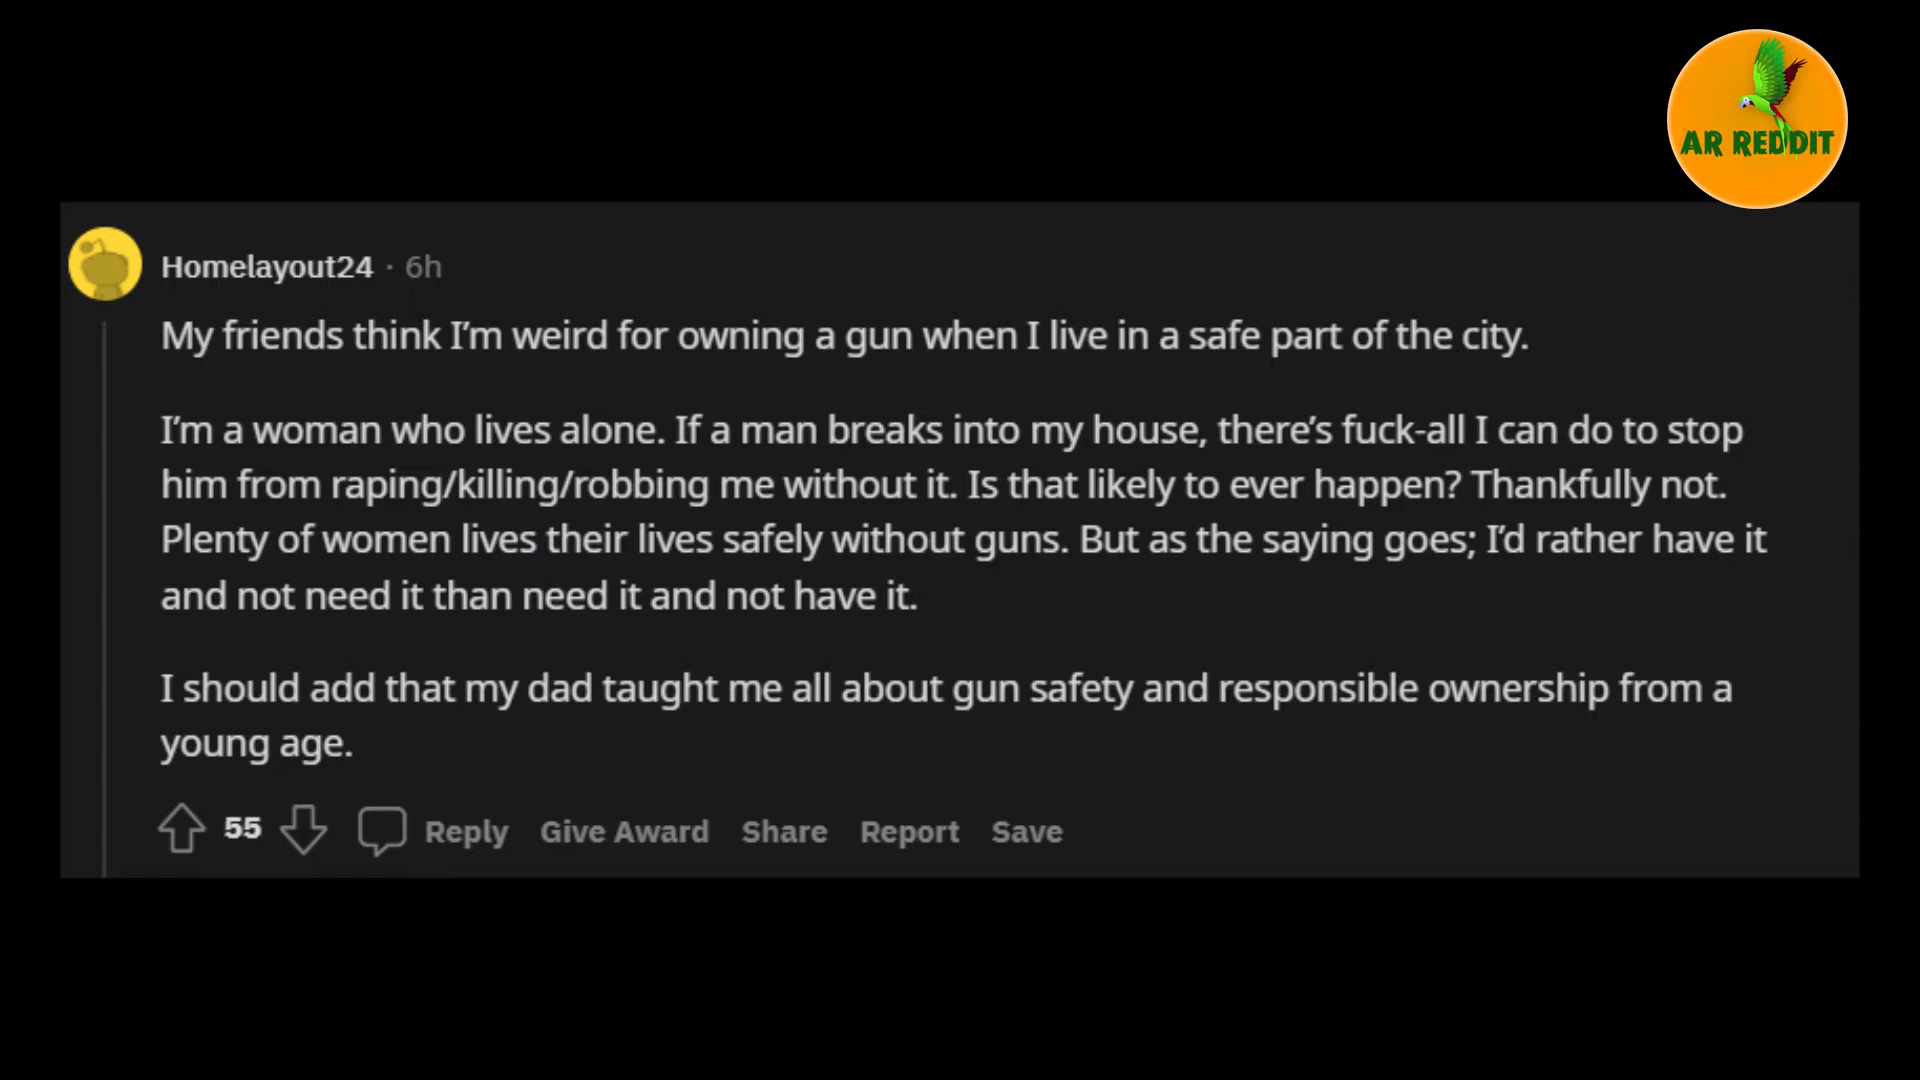 AR REDDIT
Homelayout24 · 6h
My friends think I’m weird for owning a gun when I live in a safe part of the city.
I’m a woman who lives alone. If a man breaks into my house, there’s fuck-all I can do to stop
him from raping/killing/robbing me without it. Is that likely to ever happen? Thankfully not.
Plenty of women lives their lives safely without guns. But as the saying goes; I’d rather have it
and not need it than need it and not have it.
I should add that my dad taught me all about gun safety and responsible ownership from a
young age.
55 Reply Give Award Share Report Save